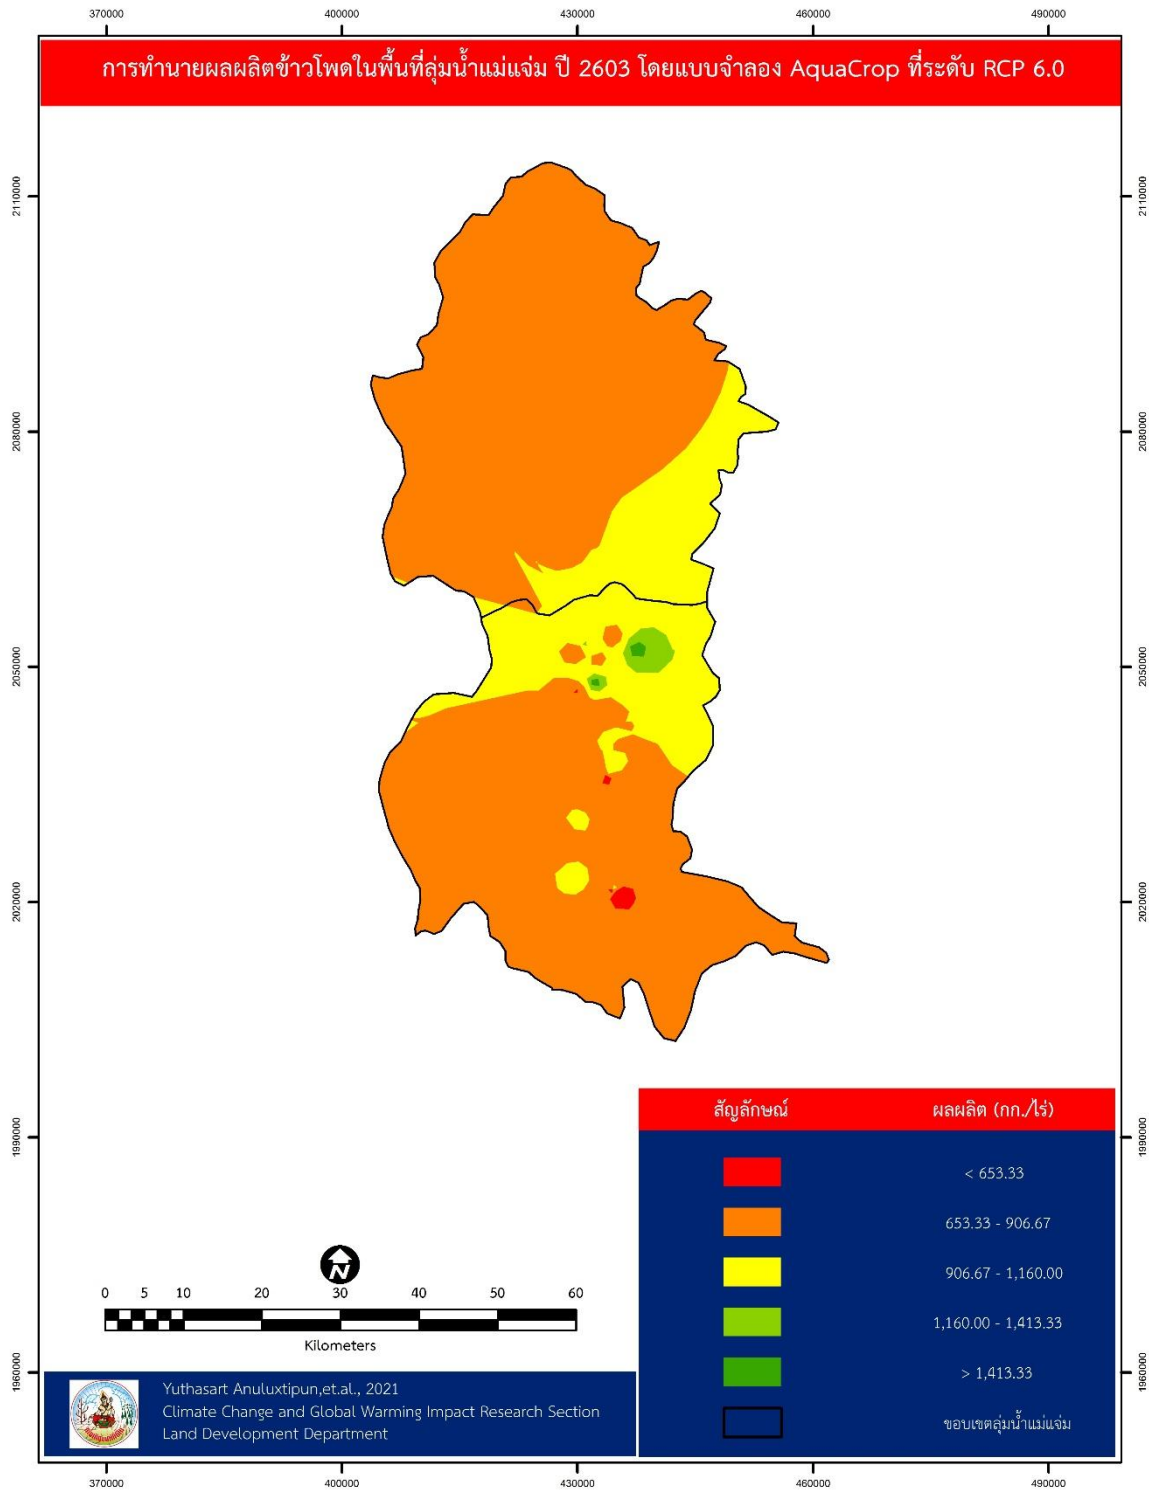 370000 400000 430000 460000 490000
การทำนายผลผลิตข้าวโพดในพื้นที่ลุ่มน้ำแม่แจ่ม ปี 2603 โดยแบบจำลอง AquaCrop ที่ระดับ RCP 6.0
2110000 2110000
2080000 2080000
2050000 2050000
2020000 2020000
1990000 1990000
1960000 1960000
สัญลักษณ์ ผลผลิต (กก./ไร่)
< 653.33
653.33 - 906.67
906.67 - 1,160.00
1,160.00 - 1,413.33
> 1,413.33
ขอบเขตลุ่มน้ำแม่แจ่ม
N
0 5 10 20 30 40 50 60
Kilometers
Yuthasart Anuluxtipun,et.al., 2021
Climate Change and Global Warming Impact Research Section
Land Development Department
370000 400000 430000 460000 490000